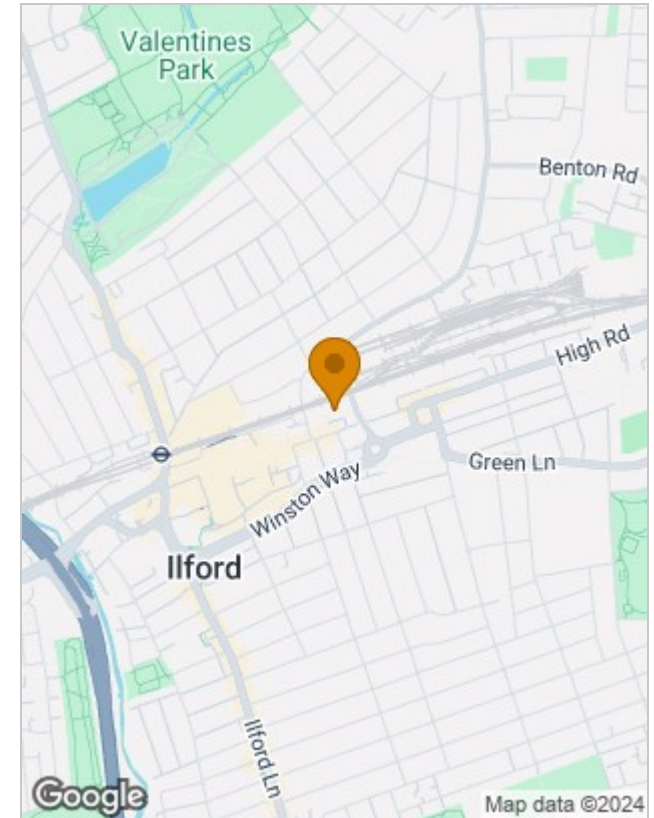 Valentines
Park
Benton Rd
High Rd
Green Ln
Winston Way
Ilford
Ilford Ln
Google
Map data ©2024